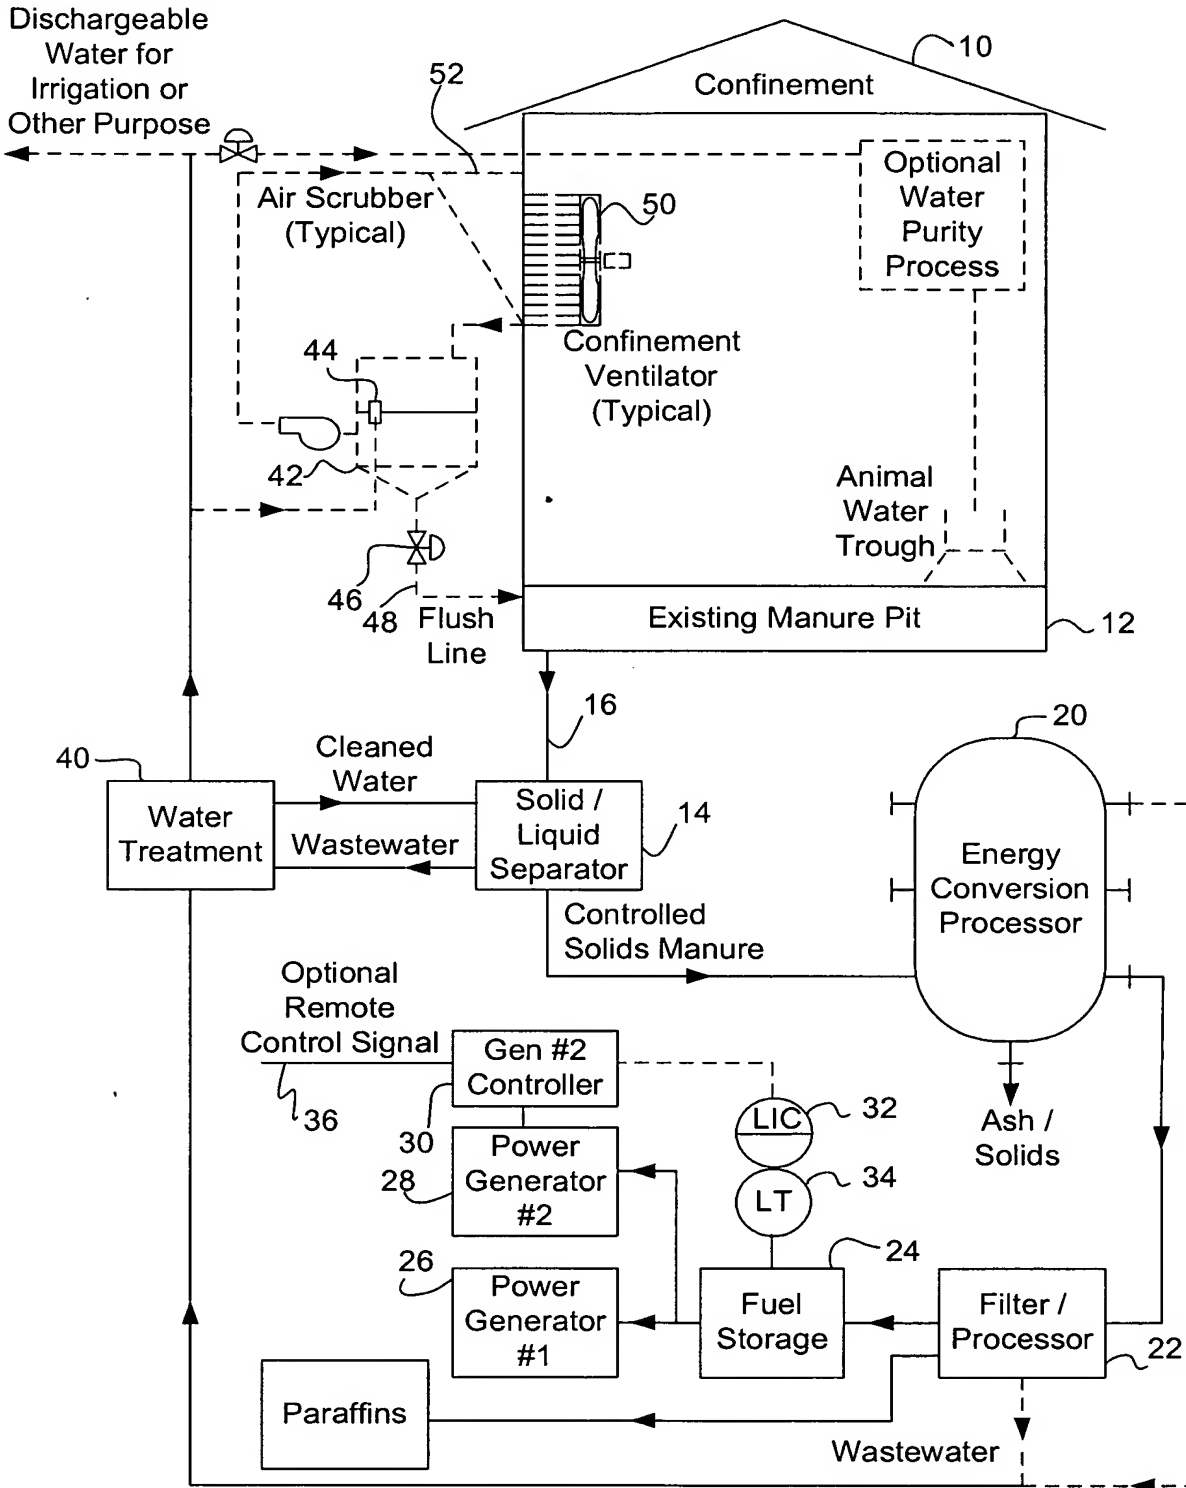 Dischargeable
Water for
Irrigation or
Other Purpose
52
10
Confinement
Air Scrubber
(Typical)
50
Optional
Water
Purity
Process
Confinement
Ventilator
(Typical)
44
42
Animal
Water
Trough
46
48
Flush
Line
Existing Manure Pit
12
16
20
40
Cleaned
Water
Water
Treatment
Wastewater
Solid /
Liquid
Separator
14
Energy
Conversion
Processor
Controlled
Solids Manure
Optional
Remote
Control Signal
36
Gen #2
Controller
30
LIC
32
LT
34
Ash /
Solids
28
Power
Generator
#2
26
Power
Generator
#1
24
Fuel
Storage
Filter /
Processor
22
Paraffins
Wastewater